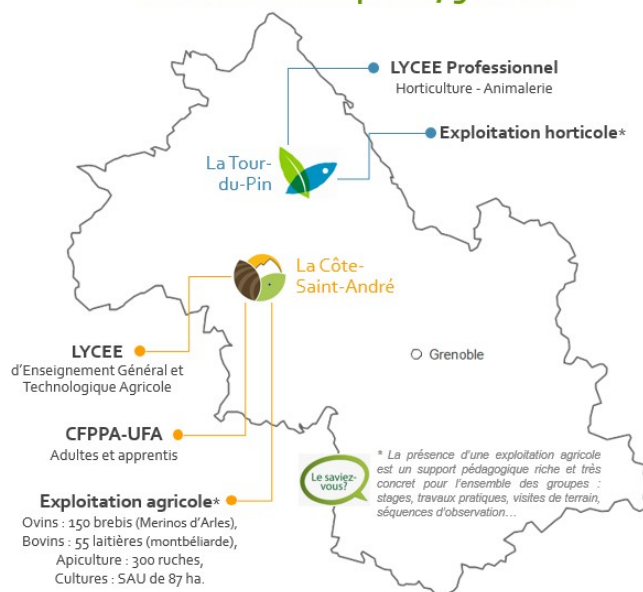 LYCEE Professionnel
Horticulture - Animalerie
Exploitation horticole*
La Tour-
du-Pin
La Côte-
Saint-André
LYCEE
d'Enseignement Général et
Technologique Agricole
Grenoble
CFPPA-UFA
Adultes et apprentis
Exploitation agricole*
Ovins : 150 brebis (Merinos d'Arles),
Bovins : 55 laitières (montbéliarde),
Apiculture : 300 ruches,
Cultures : SAU de 87 ha.
Le saviez-
vous?
* La présence d'une exploitation agricole
est un support pédagogique riche et très
concret pour l'ensemble des groupes :
stages, travaux pratiques, visites de terrain,
séquences d'observation…